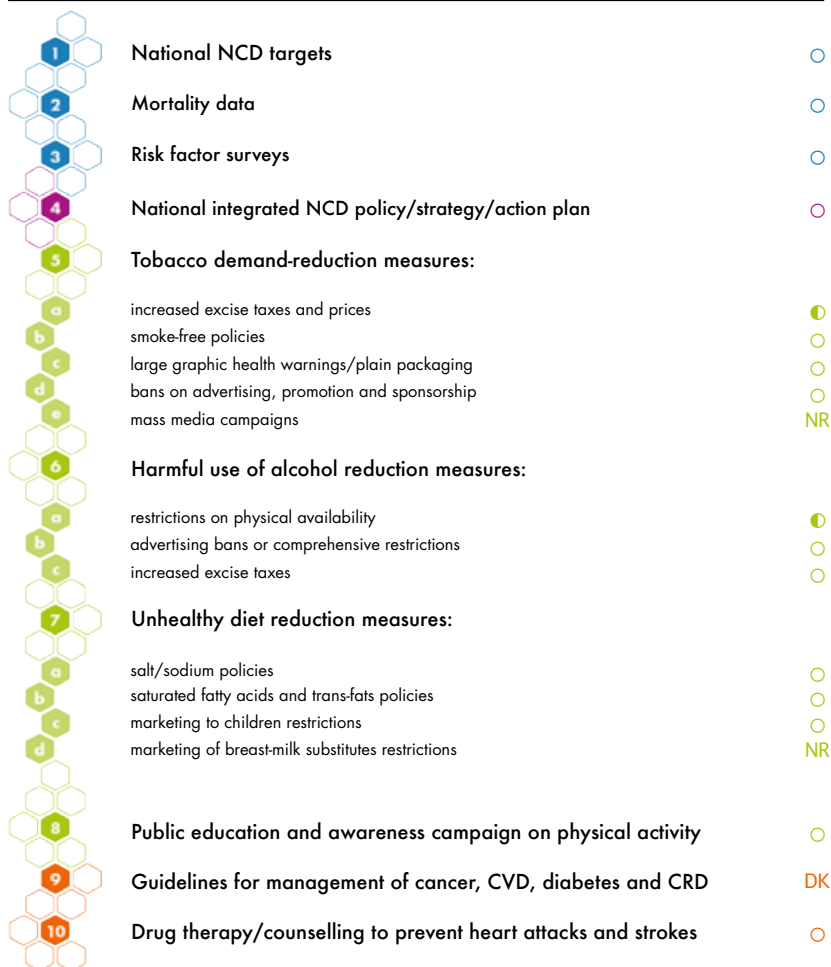 1 National NCD targets ○
2 Mortality data ○
3 Risk factor surveys ○
4 National integrated NCD policy/strategy/action plan ○
5 Tobacco demand-reduction measures:
a increased excise taxes and prices ◐
b smoke-free policies ○
c large graphic health warnings/plain packaging ○
d bans on advertising, promotion and sponsorship ○
e mass media campaigns NR
6 Harmful use of alcohol reduction measures:
a restrictions on physical availability ◐
b advertising bans or comprehensive restrictions ○
c increased excise taxes ○
7 Unhealthy diet reduction measures:
a salt/sodium policies ○
b saturated fatty acids and trans-fats policies ○
c marketing to children restrictions ○
d marketing of breast-milk substitutes restrictions NR
8 Public education and awareness campaign on physical activity ○
9 Guidelines for management of cancer, CVD, diabetes and CRD DK
10 Drug therapy/counselling to prevent heart attacks and strokes ○